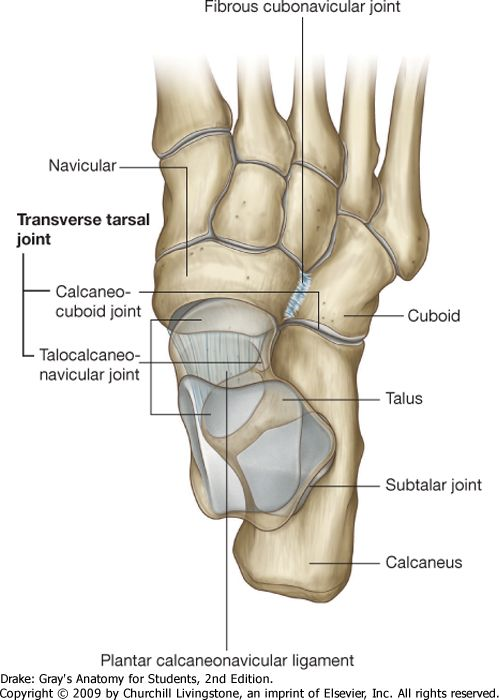 Fibrous cubonavicular joint
Navicular
Transverse tarsal
joint
Calcaneo-
cuboid joint
Cuboid
Talocalcaneo-
navicular joint
Talus
Subtalar joint
Calcaneus
Plantar calcaneonavicular ligament
Drake: Gray's Anatomy for Students, 2nd Edition.
Copyright © 2009 by Churchill Livingstone, an imprint of Elsevier, Inc. All rights reserved.